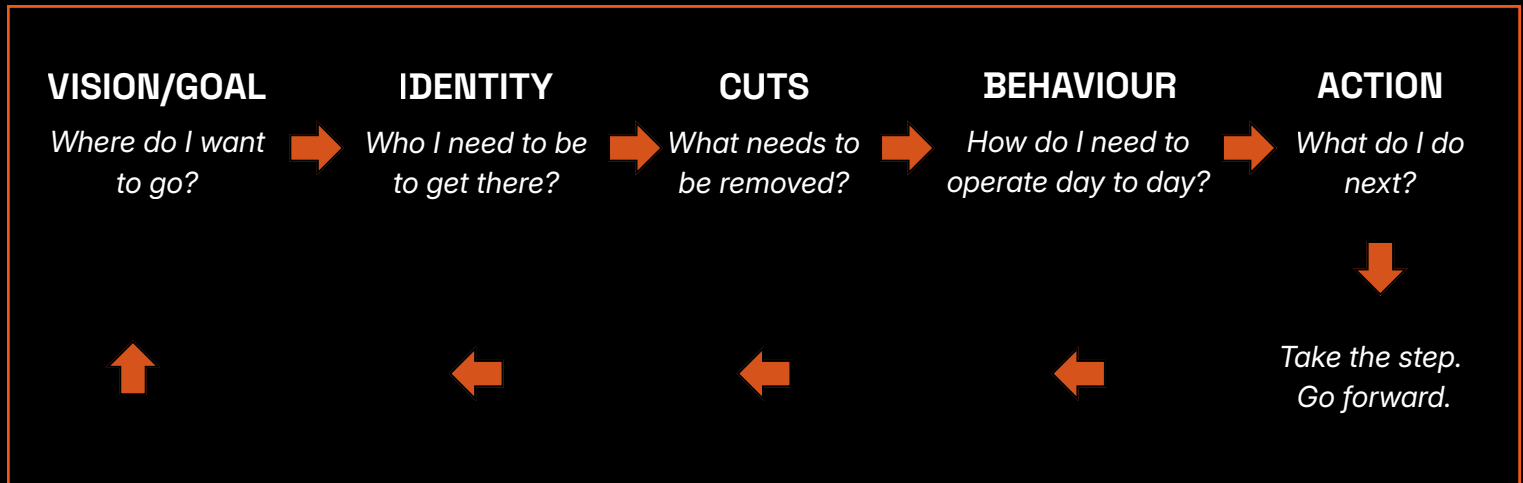 VISION/GOAL
Where do I want
to go?
IDENTITY
Who I need to be
to get there?
CUTS
What needs to
be removed?
BEHAVIOUR
How do I need to
operate day to day?
ACTION
What do I do
next?
Take the step.
Go forward.